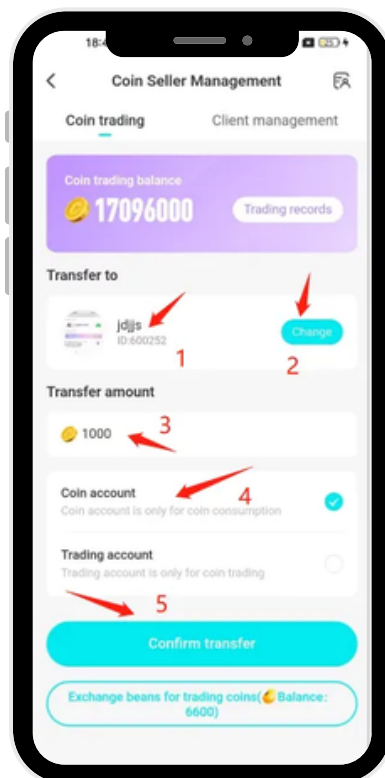 18:4
Coin Seller Management
Coin trading Client management
Coin trading balance
17096000 Trading records
Transfer to
jdjjs
ID:600252
Change
1
2
Transfer amount
1000
3
Coin account
4
Coin account is only for coin consumption
Trading account
Trading account is only for coin trading
5
Confirm transfer
Exchange beans for trading coins(Balance:
6600)